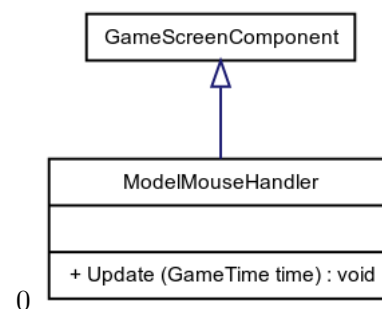 GameScreenComponent
ModelMouseHandler
+ Update (GameTime time) : void
0